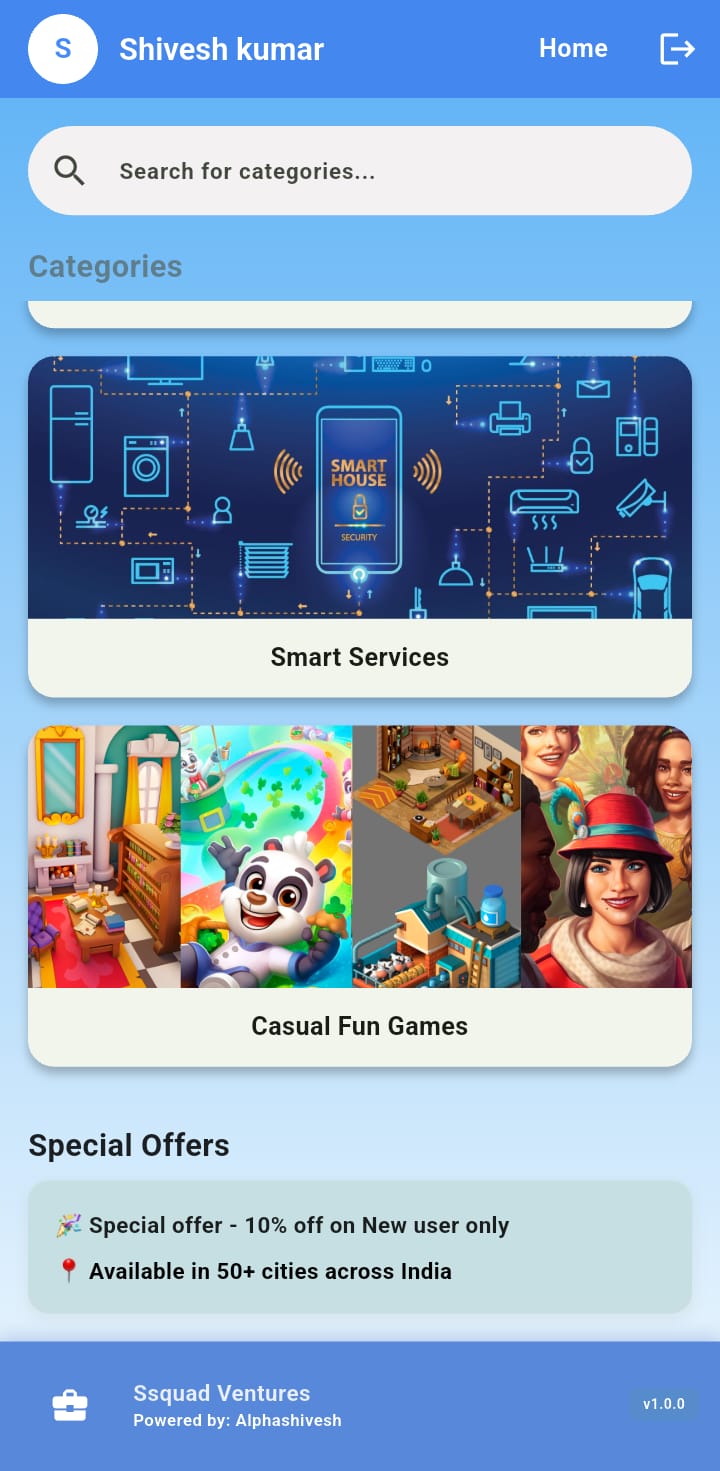 S
Shivesh kumar
Home
Search for categories...
Categories
SMART
HOUSE
SECURITY
Smart Services
Casual Fun Games
Special Offers
🎉 Special offer - 10% off on New user only
📍 Available in 50+ cities across India
Ssquad Ventures
Powered by: Alphashivesh
v1.0.0